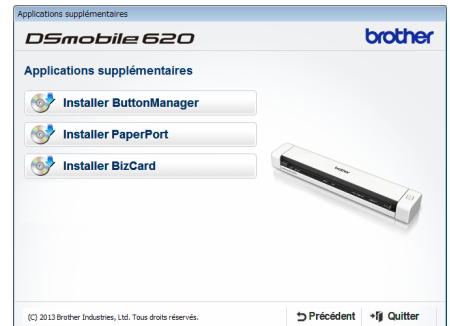 Applications supplémentaires
DSmobile 620
brother
Applications supplémentaires
Installer ButtonManager
Installer PaperPort
Installer BizCard
brother
(C) 2013 Brother Industries, Ltd. Tous droits réservés.
Précédent
Quitter